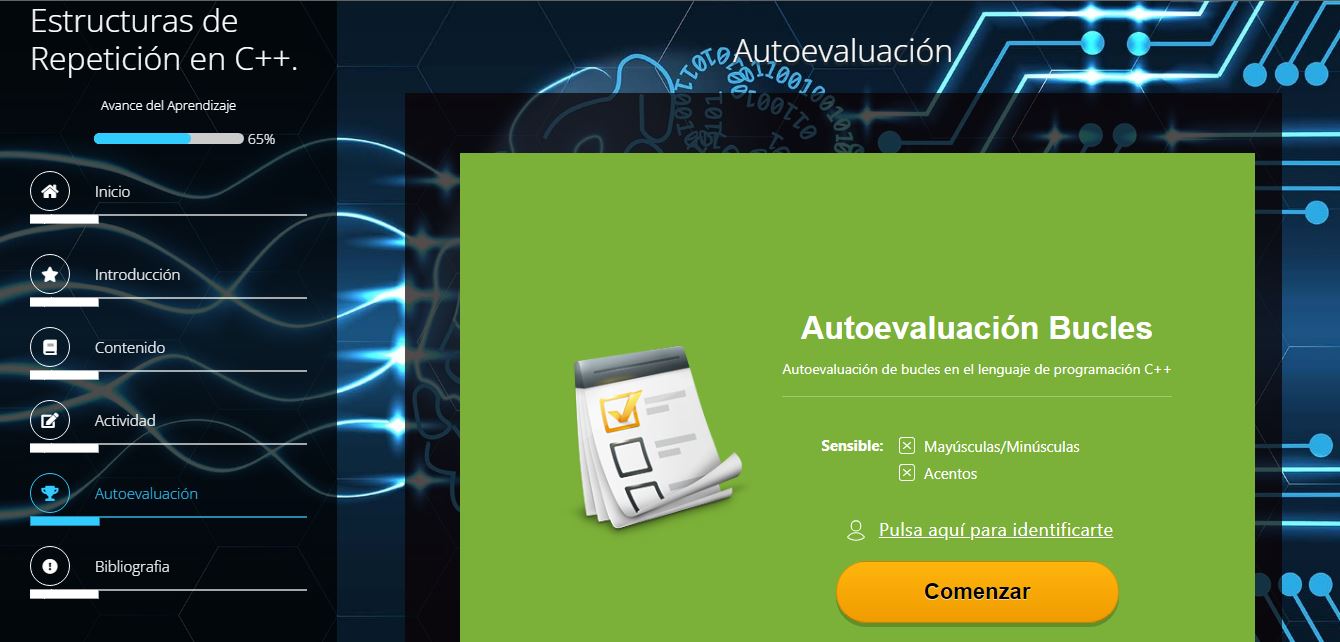 Estructuras de
Repetición en C++.
Avance del Aprendizaje
65%
Inicio
Introducción
Contenido
Actividad
Autoevaluación
Bibliografia
Autoevaluación
Autoevaluación Bucles
Autoevaluación de bucles en el lenguaje de programación C++
Sensible: Mayúsculas/Minúsculas
Acentos
Pulsa aquí para identificarte
Comenzar